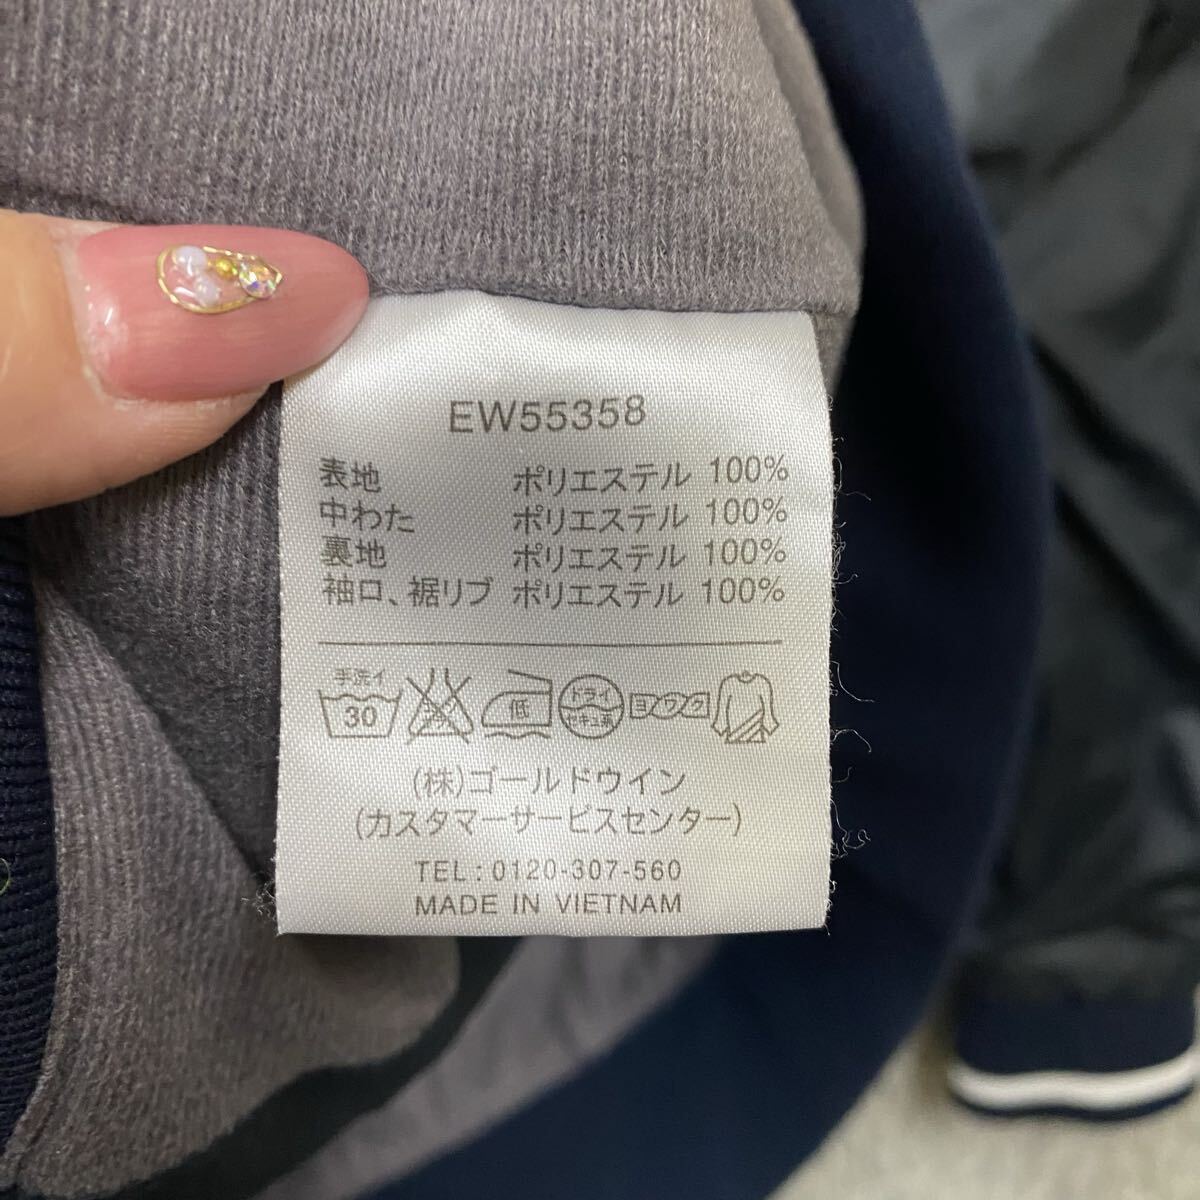 EW55358
表地 ポリエステル 100%
中わた ポリエステル 100%
裏地 ポリエステル 100%
袖口、裾リブ ポリエステル 100%
手洗イ
30 低 ドライ セキユ系 ヨワク
(株)ゴールドウイン
(カスタマーサービスセンター)
TEL:0120-307-560
MADE IN VIETNAM